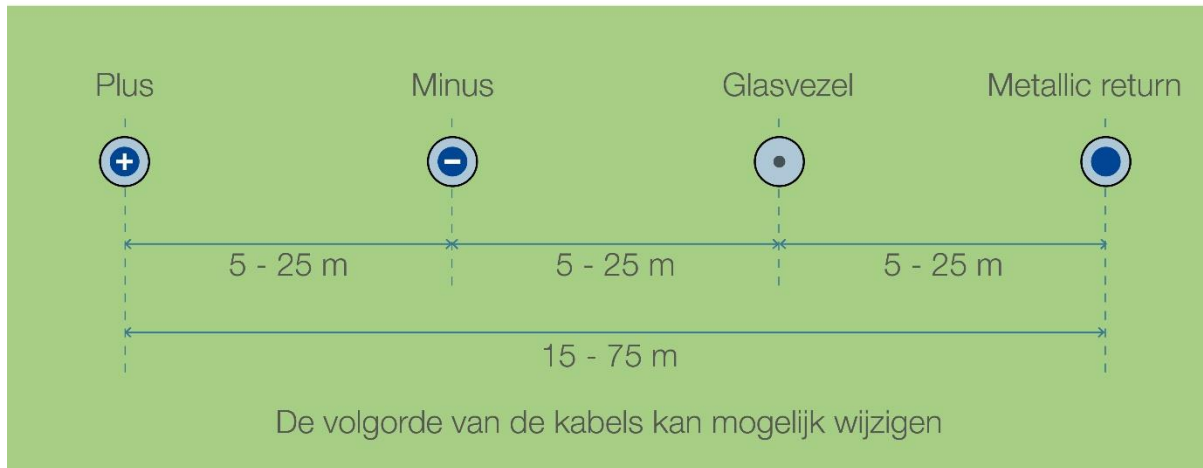 Plus Minus Glasvezel Metallic return
+ -
5 - 25 m 5 - 25 m 5 - 25 m
15 - 75 m
De volgorde van de kabels kan mogelijk wijzigen